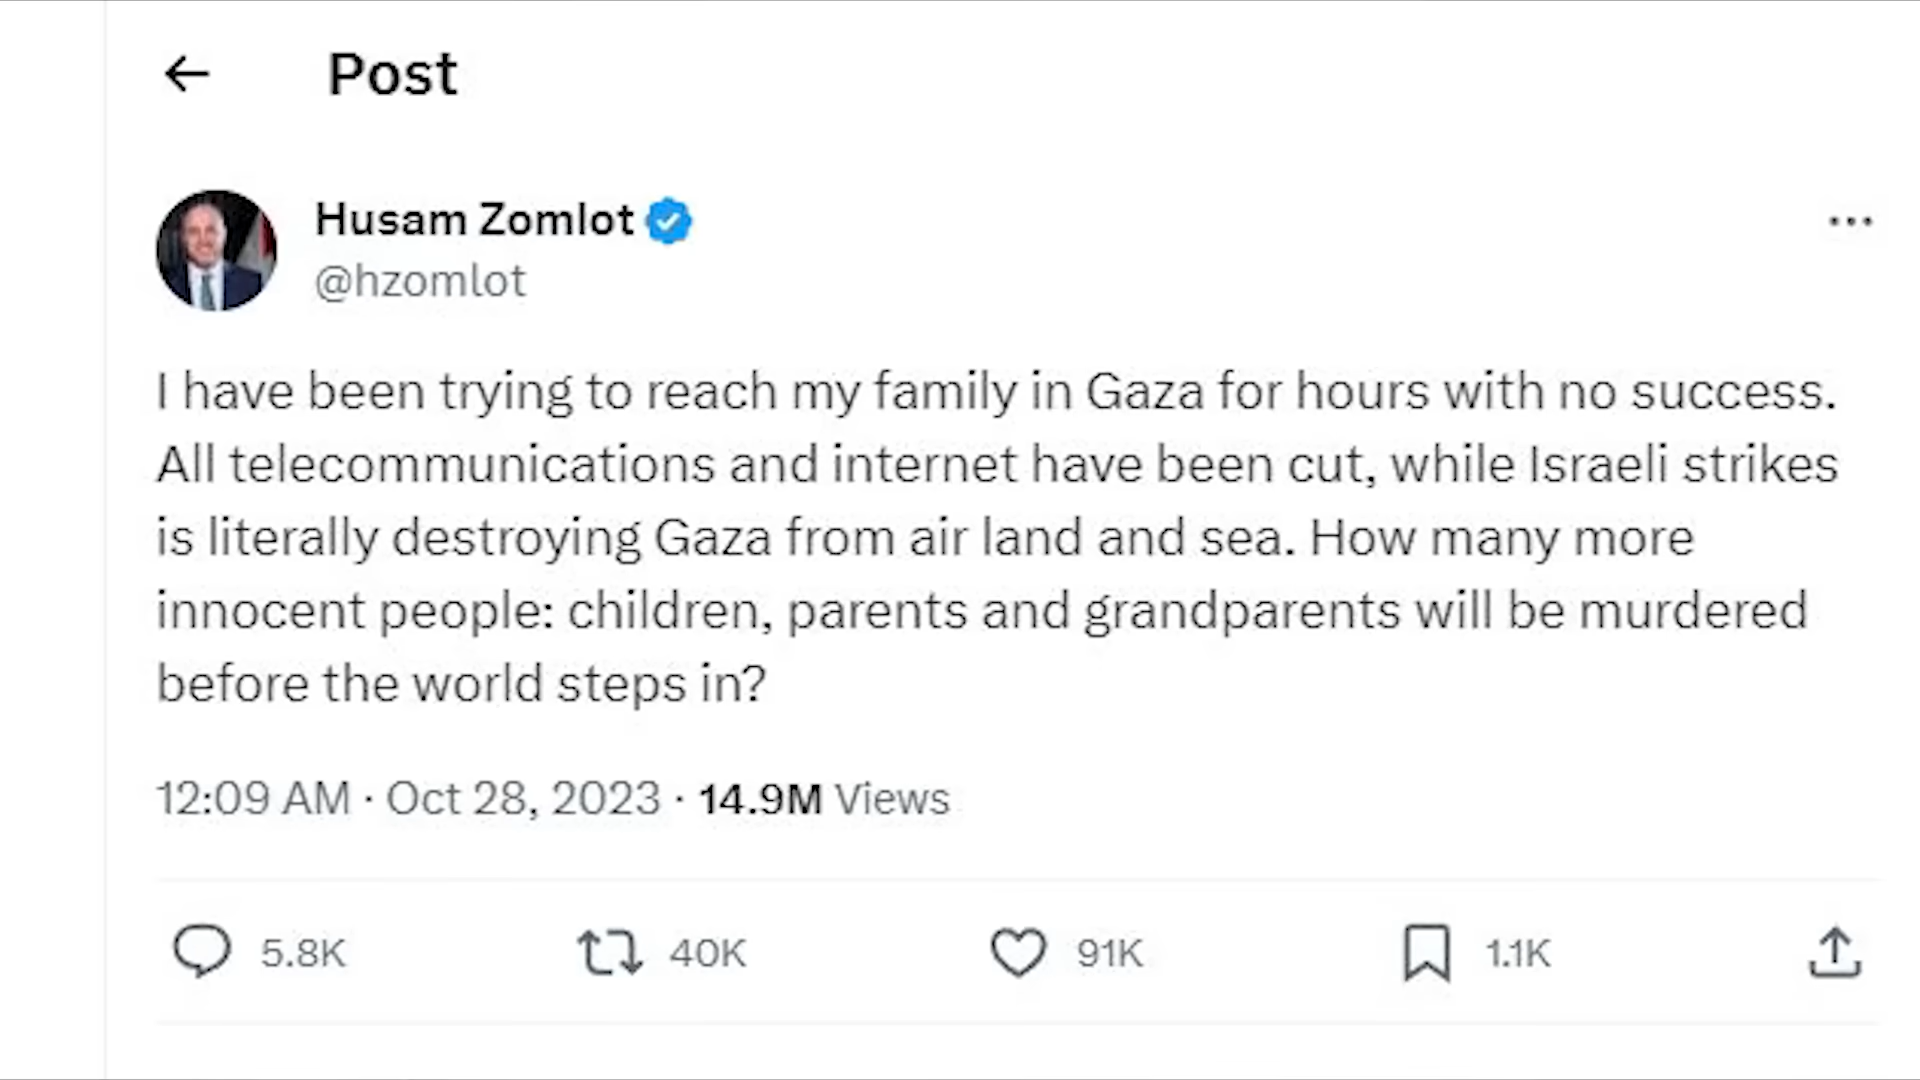 Post
Husam Zomlot
@hzomlot
I have been trying to reach my family in Gaza for hours with no success.
All telecommunications and internet have been cut, while Israeli strikes
is literally destroying Gaza from air land and sea. How many more
innocent people: children, parents and grandparents will be murdered
before the world steps in?
12:09 AM · Oct 28, 2023 · 14.9M Views
5.8K 40K 91K 1.1K